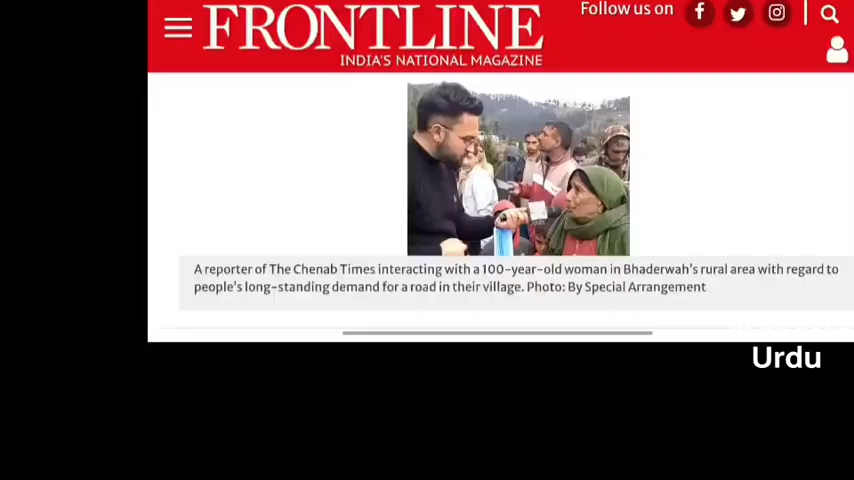 Follow us on
FRONTLINE
INDIA'S NATIONAL MAGAZINE
A reporter of The Chenab Times interacting with a 100-year-old woman in Bhaderwah's rural area with regard to
people's long-standing demand for a road in their village. Photo: By Special Arrangement
Urdu